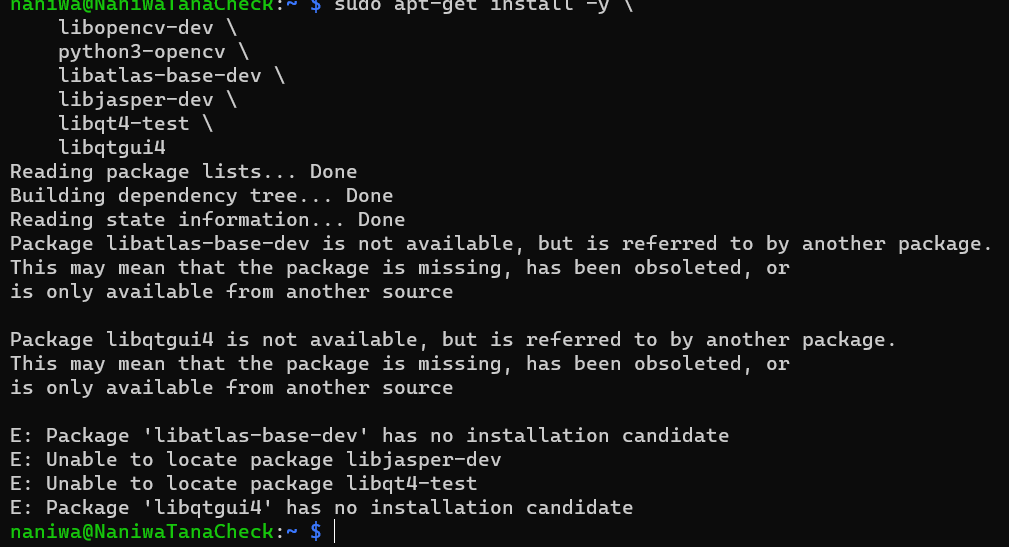 naniwa@NaniwaTanaCheck:~ $ sudo apt-get install -y \
    libopencv-dev \
    python3-opencv \
    libatlas-base-dev \
    libjasper-dev \
    libqt4-test \
    libqtgui4
Reading package lists... Done
Building dependency tree... Done
Reading state information... Done
Package libatlas-base-dev is not available, but is referred to by another package.
This may mean that the package is missing, has been obsoleted, or
is only available from another source

Package libqtgui4 is not available, but is referred to by another package.
This may mean that the package is missing, has been obsoleted, or
is only available from another source

E: Package 'libatlas-base-dev' has no installation candidate
E: Unable to locate package libjasper-dev
E: Unable to locate package libqt4-test
E: Package 'libqtgui4' has no installation candidate
naniwa@NaniwaTanaCheck:~ $